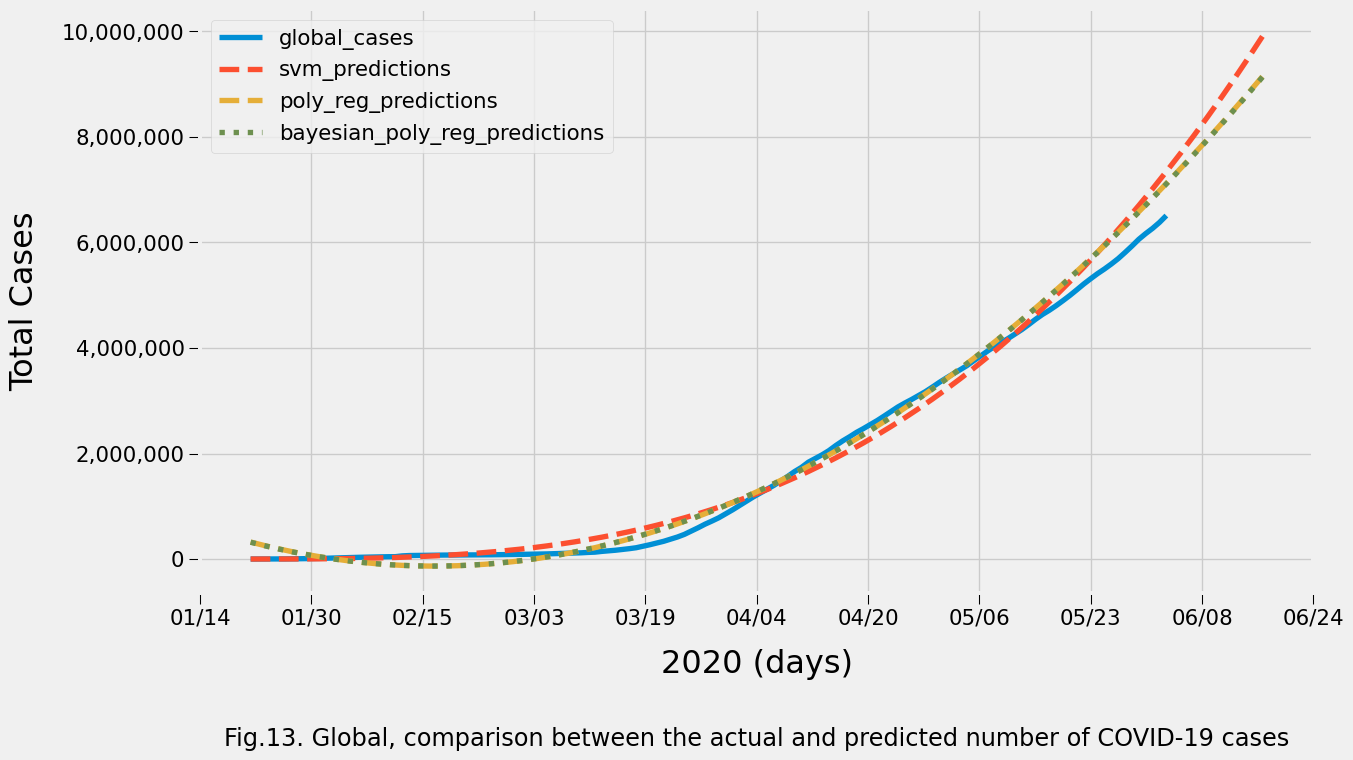 10,000,000
8,000,000
6,000,000
4,000,000
2,000,000
0
Total Cases
global_cases
svm_predictions
poly_reg_predictions
bayesian_poly_reg_predictions
01/14 01/30 02/15 03/03 03/19 04/04 04/20 05/06 05/23 06/08 06/24
2020 (days)
Fig.13. Global, comparison between the actual and predicted number of COVID-19 cases